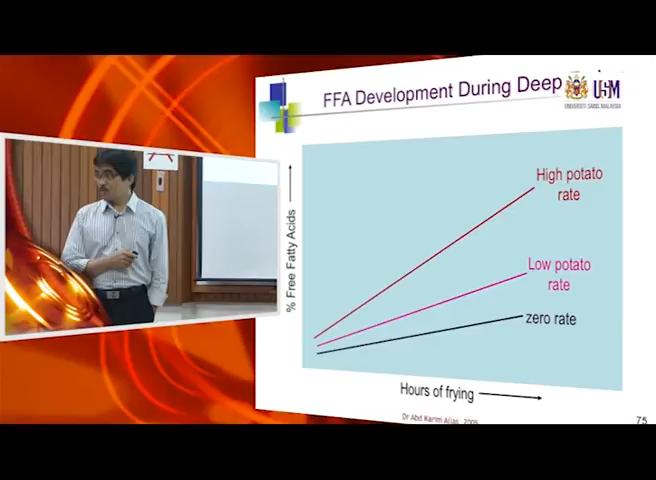 FFA Development During Deep
USM
UNIVERSITI SAINS MALAYSIA
% Free Fatty Acids
High potato
rate
Low potato
rate
zero rate
Hours of frying
Dr Abd Karim Alias, 2005
75